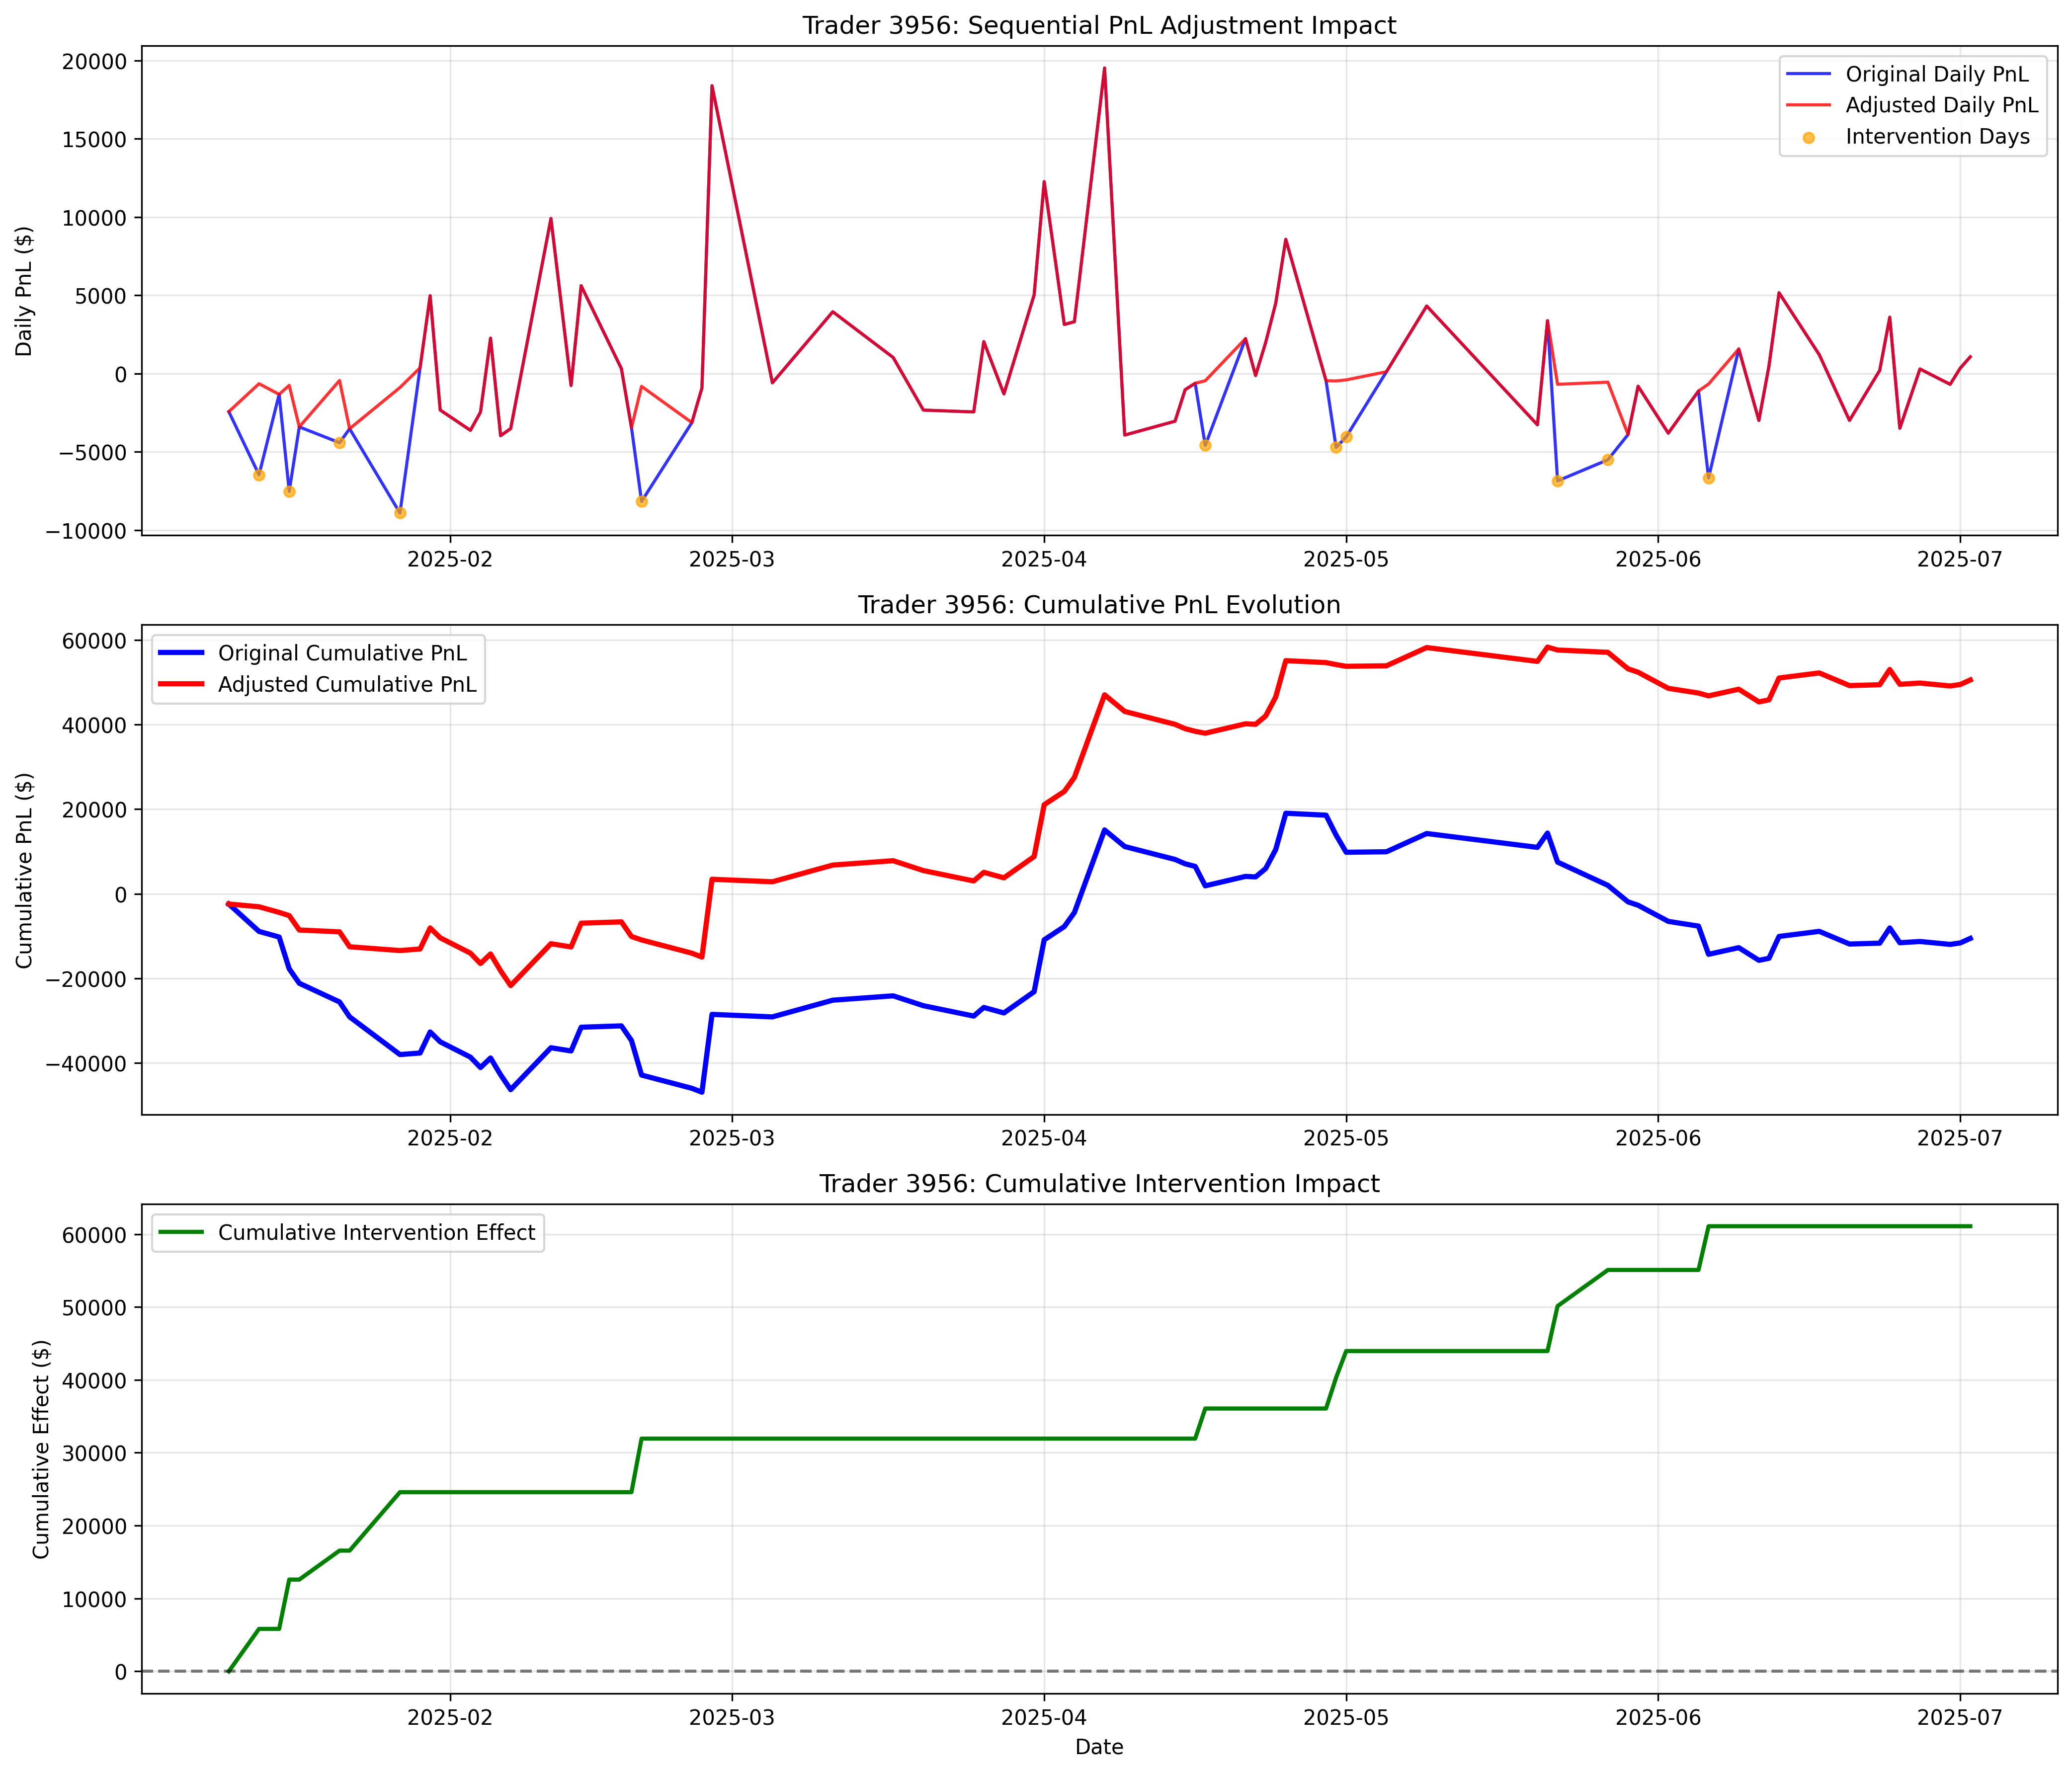 Trader 3956: Sequential PnL Adjustment Impact
Daily PnL ($)
20000
15000
10000
5000
0
−5000
−10000
Original Daily PnL
Adjusted Daily PnL
Intervention Days
2025-02 2025-03 2025-04 2025-05 2025-06 2025-07
Trader 3956: Cumulative PnL Evolution
Cumulative PnL ($)
60000
40000
20000
0
−20000
−40000
Original Cumulative PnL
Adjusted Cumulative PnL
2025-02 2025-03 2025-04 2025-05 2025-06 2025-07
Trader 3956: Cumulative Intervention Impact
Cumulative Effect ($)
60000
50000
40000
30000
20000
10000
0
Cumulative Intervention Effect
2025-02 2025-03 2025-04 2025-05 2025-06 2025-07
Date